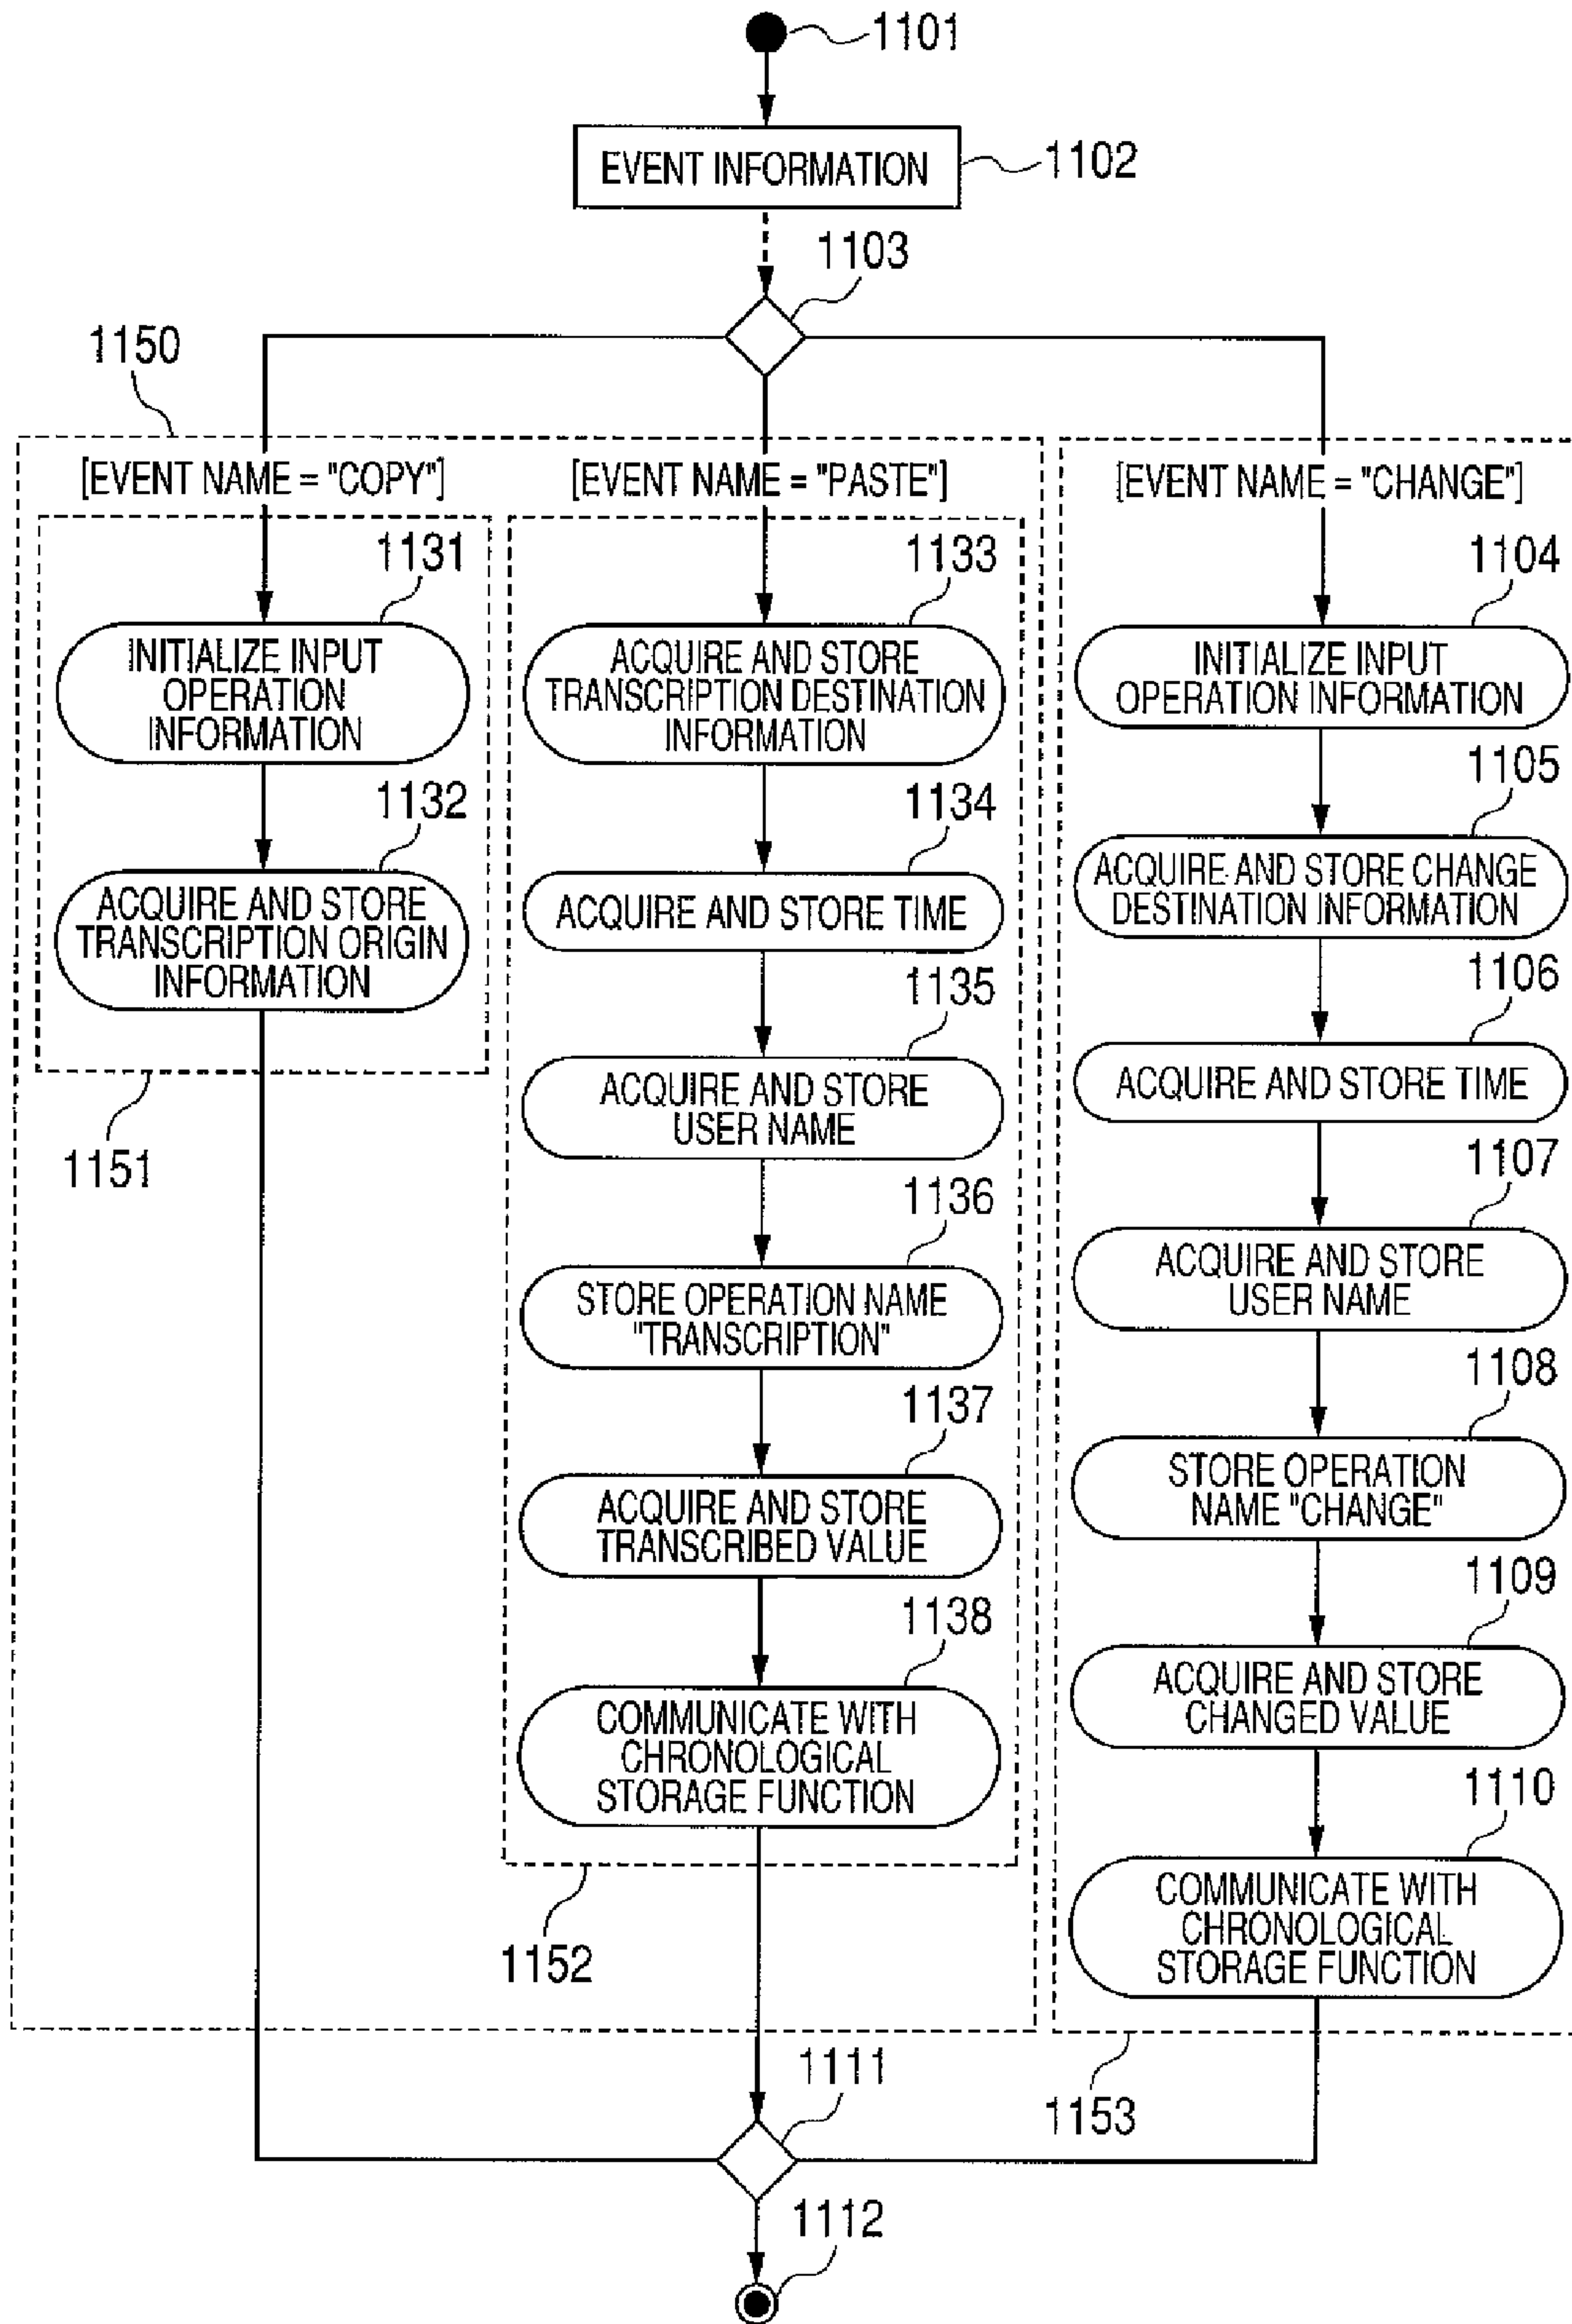 1101
EVENT INFORMATION
1102
1103
1150
[EVENT NAME = "COPY"]
[EVENT NAME = "PASTE"]
[EVENT NAME = "CHANGE"]
1131
INITIALIZE INPUT
OPERATION
INFORMATION
1132
ACQUIRE AND STORE
TRANSCRIPTION ORIGIN
INFORMATION
1151
1133
ACQUIRE AND STORE
TRANSCRIPTION DESTINATION
INFORMATION
1134
ACQUIRE AND STORE TIME
1135
ACQUIRE AND STORE
USER NAME
1136
STORE OPERATION NAME
"TRANSCRIPTION"
1137
ACQUIRE AND STORE
TRANSCRIBED VALUE
1138
COMMUNICATE WITH
CHRONOLOGICAL
STORAGE FUNCTION
1152
1104
INITIALIZE INPUT
OPERATION INFORMATION
1105
ACQUIRE AND STORE CHANGE
DESTINATION INFORMATION
1106
ACQUIRE AND STORE TIME
1107
ACQUIRE AND STORE
USER NAME
1108
STORE OPERATION
NAME "CHANGE"
1109
ACQUIRE AND STORE
CHANGED VALUE
1110
COMMUNICATE WITH
CHRONOLOGICAL
STORAGE FUNCTION
1153
1111
1112